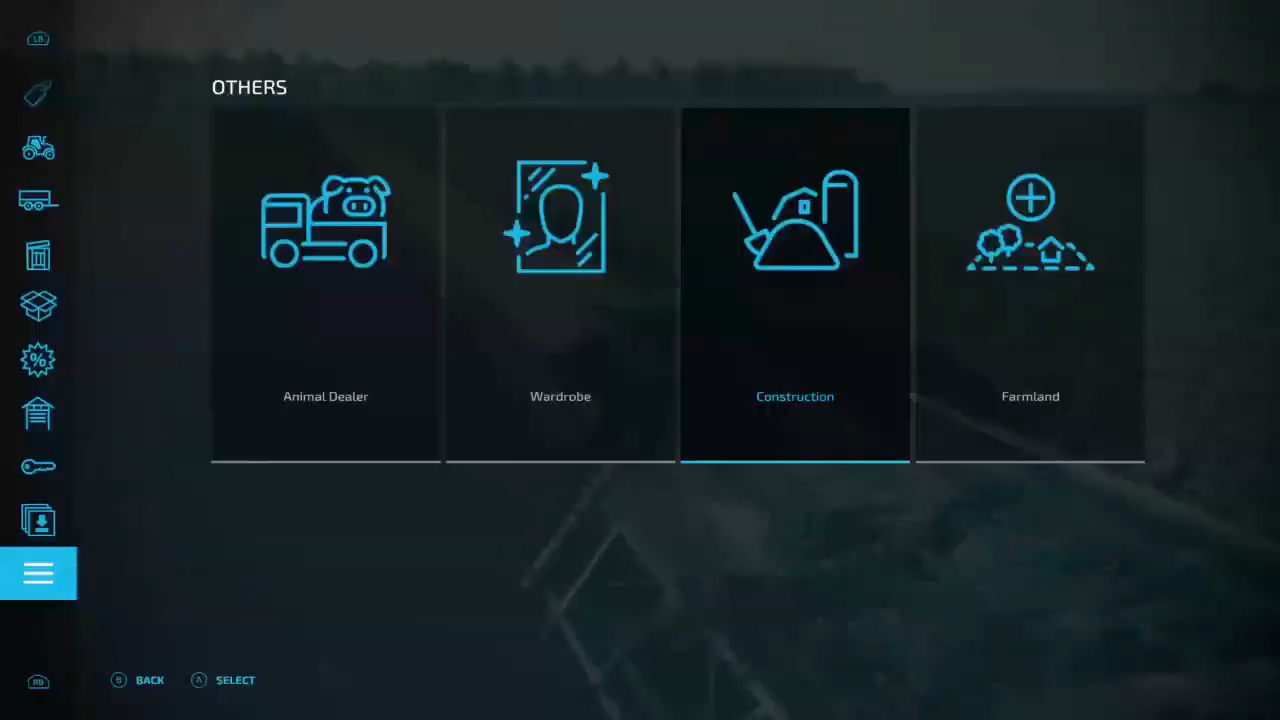 LB
OTHERS
%
Animal Dealer
Wardrobe
Construction
Farmland
B BACK
A SELECT
RB